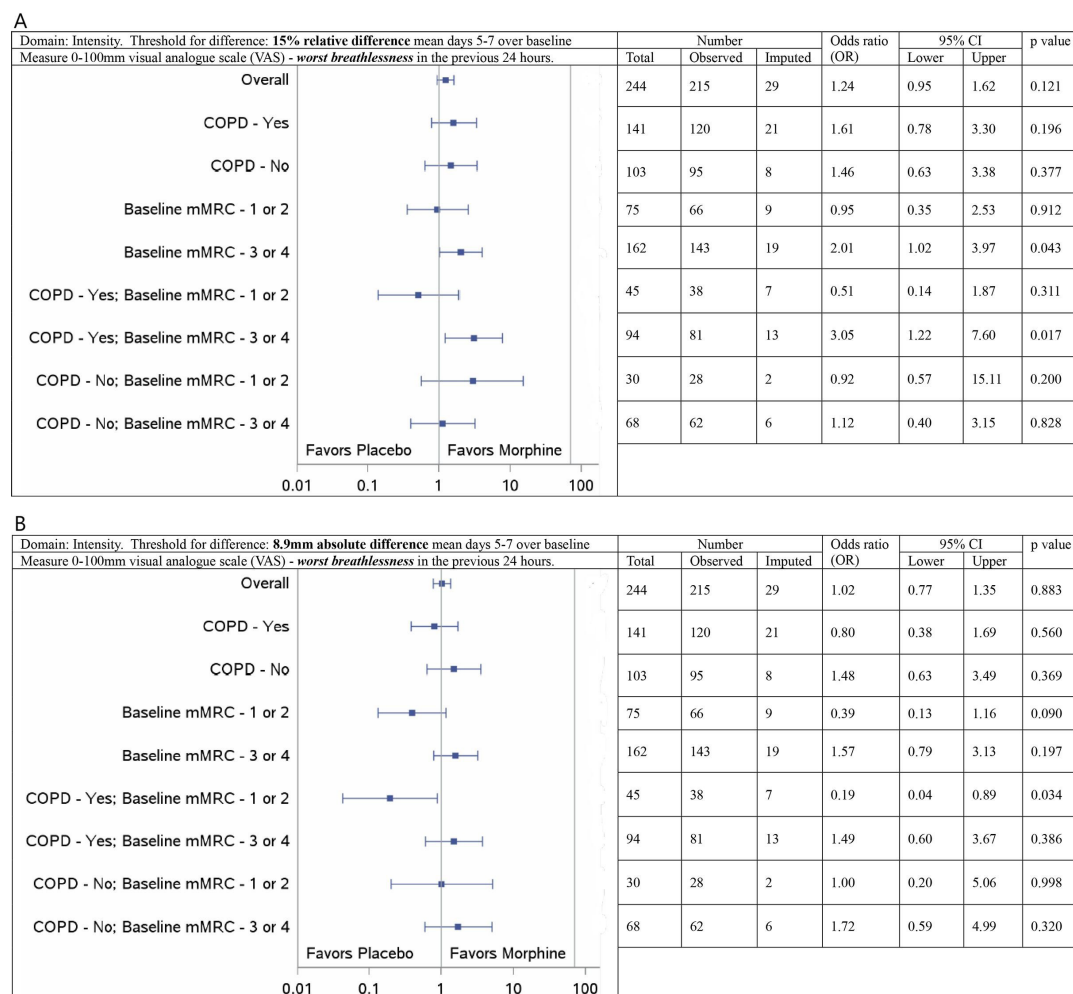 A
Domain: Intensity. Threshold for difference: 15% relative difference mean days 5-7 over baseline Number Odds ratio (OR) 95% CI p value
Measure 0-100mm visual analogue scale (VAS) - worst breathlessness in the previous 24 hours. Total Observed Imputed Lower Upper
Overall 244 215 29 1.24 0.95 1.62 0.121
COPD - Yes 141 120 21 1.61 0.78 3.30 0.196
COPD - No 103 95 8 1.46 0.63 3.38 0.377
Baseline mMRC - 1 or 2 75 66 9 0.95 0.35 2.53 0.912
Baseline mMRC - 3 or 4 162 143 19 2.01 1.02 3.97 0.043
COPD - Yes; Baseline mMRC - 1 or 2 45 38 7 0.51 0.14 1.87 0.311
COPD - Yes; Baseline mMRC - 3 or 4 94 81 13 3.05 1.22 7.60 0.017
COPD - No; Baseline mMRC - 1 or 2 30 28 2 0.92 0.57 15.11 0.200
COPD - No; Baseline mMRC - 3 or 4 68 62 6 1.12 0.40 3.15 0.828
Favors Placebo Favors Morphine
0.01 0.1 1 10 100
B
Domain: Intensity. Threshold for difference: 8.9mm absolute difference mean days 5-7 over baseline Number Odds ratio (OR) 95% CI p value
Measure 0-100mm visual analogue scale (VAS) - worst breathlessness in the previous 24 hours. Total Observed Imputed Lower Upper
Overall 244 215 29 1.02 0.77 1.35 0.883
COPD - Yes 141 120 21 0.80 0.38 1.69 0.560
COPD - No 103 95 8 1.48 0.63 3.49 0.369
Baseline mMRC - 1 or 2 75 66 9 0.39 0.13 1.16 0.090
Baseline mMRC - 3 or 4 162 143 19 1.57 0.79 3.13 0.197
COPD - Yes; Baseline mMRC - 1 or 2 45 38 7 0.19 0.04 0.89 0.034
COPD - Yes; Baseline mMRC - 3 or 4 94 81 13 1.49 0.60 3.67 0.386
COPD - No; Baseline mMRC - 1 or 2 30 28 2 1.00 0.20 5.06 0.998
COPD - No; Baseline mMRC - 3 or 4 68 62 6 1.72 0.59 4.99 0.320
Favors Placebo Favors Morphine
0.01 0.1 1 10 100